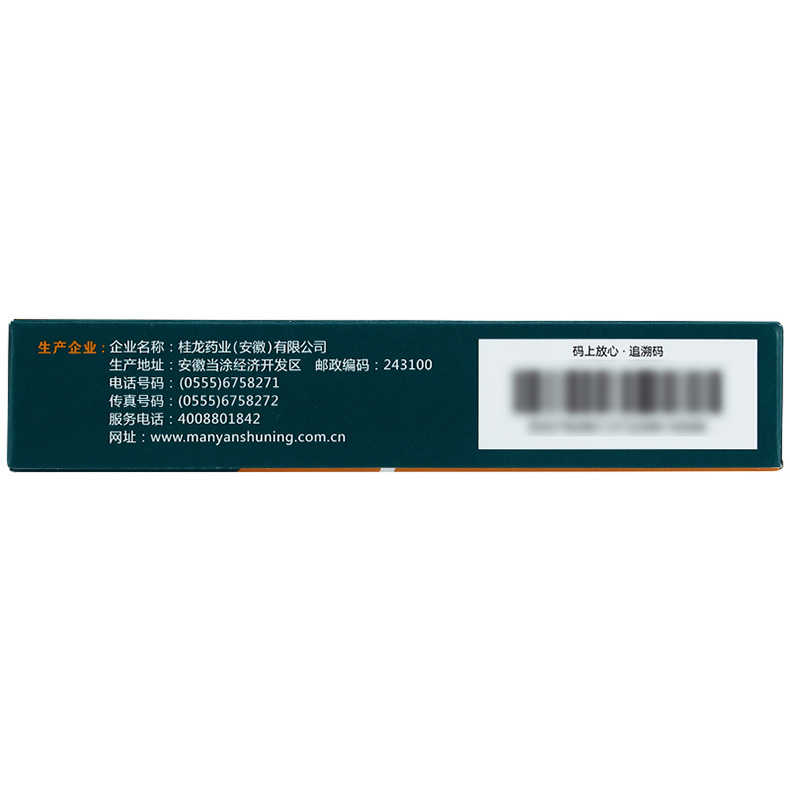 生产企业：企业名称：桂龙药业(安徽)有限公司
生产地址：安徽当涂经济开发区 邮政编码：243100
电话号码：(0555)6758271
传真号码：(0555)6758272
服务电话：4008801842
网址：www.manyanshuning.com.cn
码上放心·追溯码